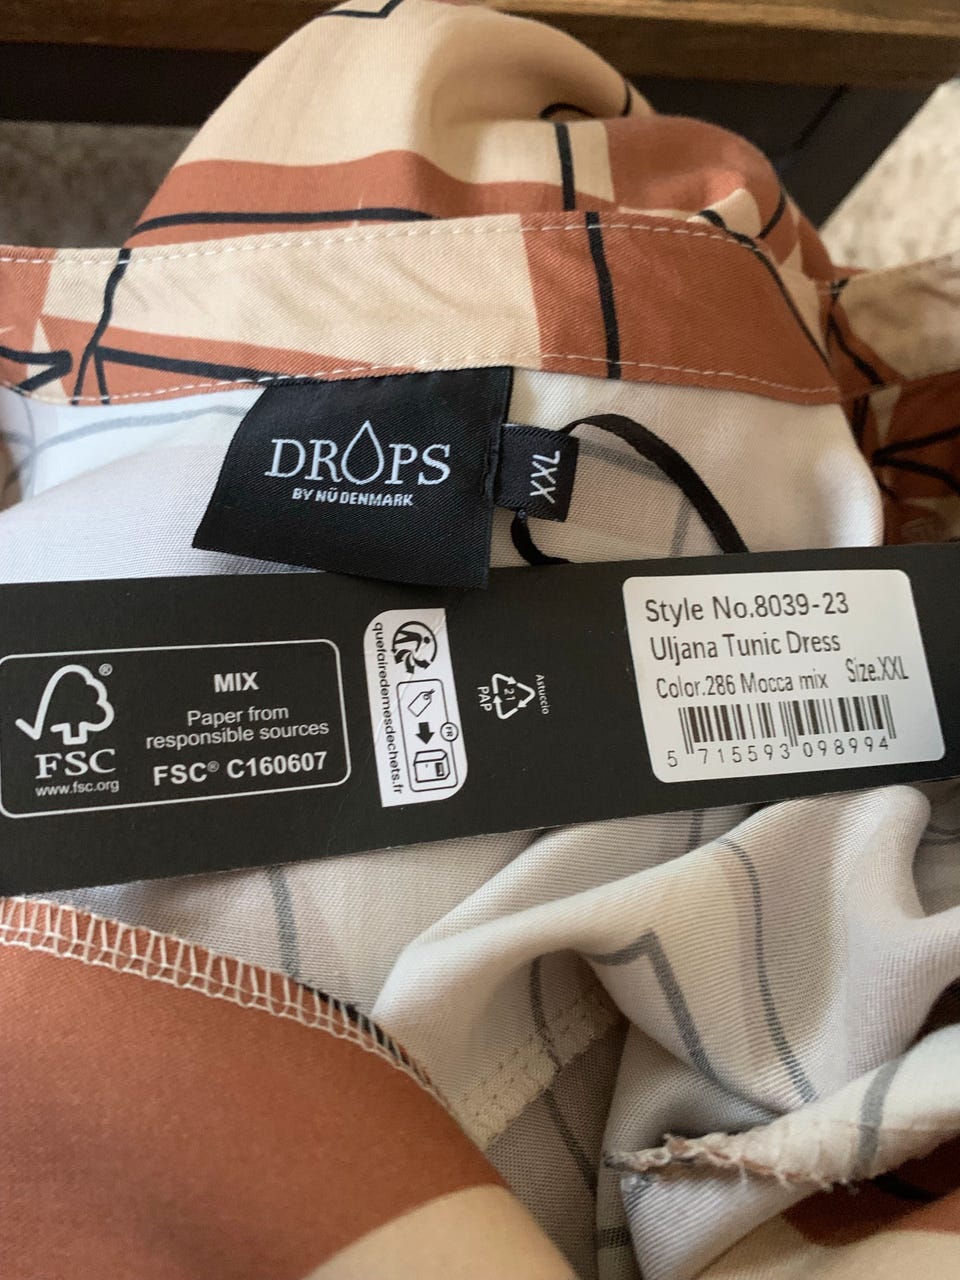 DROPS
BY NÜ DENMARK
XXL
FSC®
www.fsc.org
MIX
Paper from
responsible sources
FSC® C160607
quefairedemesdechets.fr
FR
21
PAP
Astuccio
Style No.8039-23
Uljana Tunic Dress
Color.286 Mocca mix Size.XXL
5 715593 098994